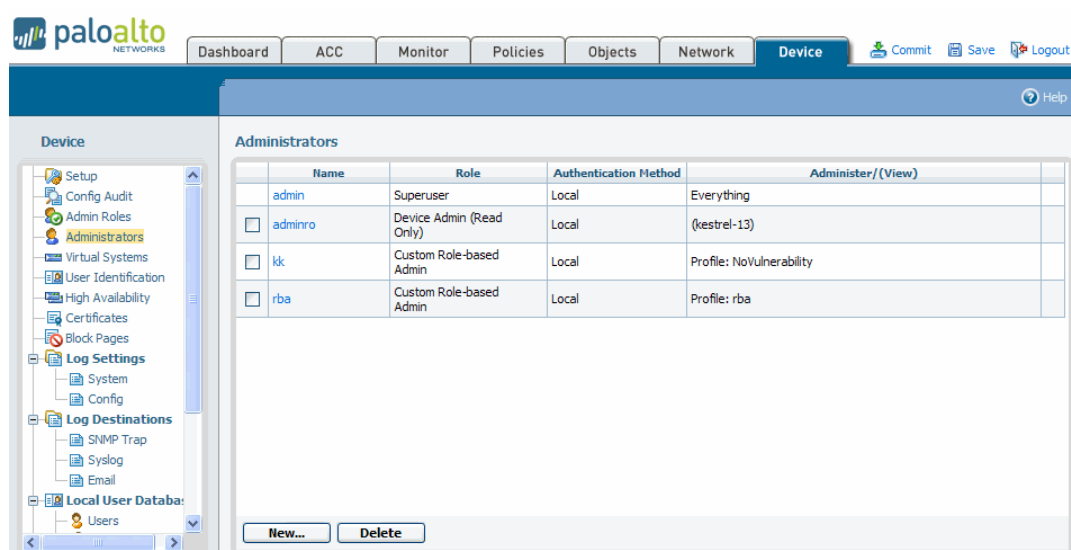 paloalto
NETWORKS
Dashboard ACC Monitor Policies Objects Network Device Commit Save Logout
Help
Device
Setup
Config Audit
Admin Roles
Administrators
Virtual Systems
User Identification
High Availability
Certificates
Block Pages
Log Settings
System
Config
Log Destinations
SNMP Trap
Syslog
Email
Local User Databa
Users
Administrators
Name Role Authentication Method Administer/(View)
admin Superuser Local Everything
adminro Device Admin (Read Only) Local (kestrel-13)
kk Custom Role-based Admin Local Profile: NoVulnerability
rba Custom Role-based Admin Local Profile: rba
New... Delete